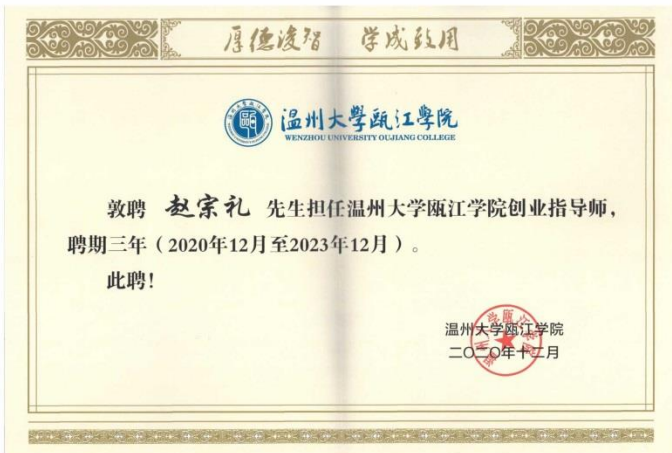 厚德浚智 学成致用
温州大學甌江學院
WENZHOU UNIVERSITY OUJIANG COLLEGE
敦聘 赵宗礼 先生担任温州大学瓯江学院创业指导师，
聘期三年（2020年12月至2023年12月）。
此聘！
温州大学瓯江学院
二〇二〇年十二月